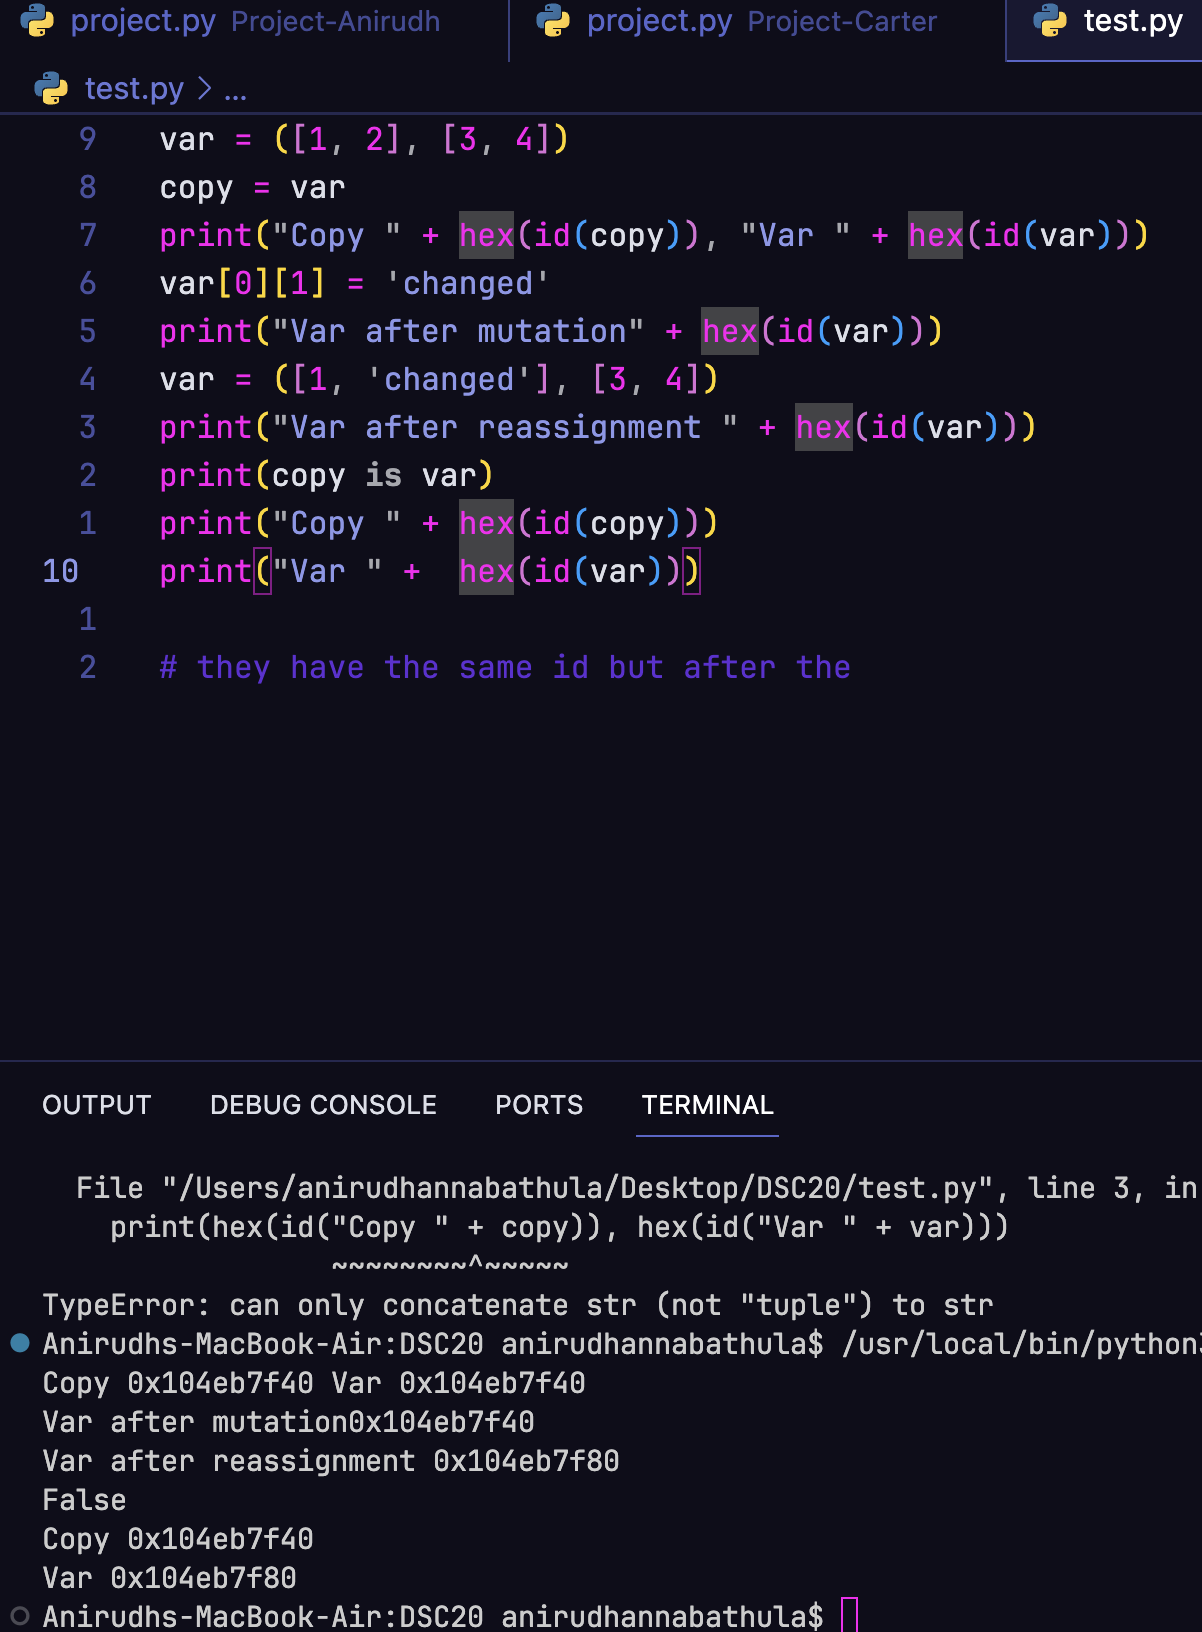 project.py Project-Anirudh project.py Project-Carter test.py
test.py > ...
9 var = ([1, 2], [3, 4])
8 copy = var
7 print("Copy " + hex(id(copy)), "Var " + hex(id(var)))
6 var[0][1] = 'changed'
5 print("Var after mutation" + hex(id(var)))
4 var = ([1, 'changed'], [3, 4])
3 print("Var after reassignment " + hex(id(var)))
2 print(copy is var)
1 print("Copy " + hex(id(copy)))
10 print("Var " +  hex(id(var)))
1
2 # they have the same id but after the
OUTPUT DEBUG CONSOLE PORTS TERMINAL
File "/Users/anirudhannabathula/Desktop/DSC20/test.py", line 3, in
print(hex(id("Copy " + copy)), hex(id("Var " + var)))
~~~~~~~~^~~~~
TypeError: can only concatenate str (not "tuple") to str
Anirudhs-MacBook-Air:DSC20 anirudhannabathula$ /usr/local/bin/python3
Copy 0x104eb7f40 Var 0x104eb7f40
Var after mutation0x104eb7f40
Var after reassignment 0x104eb7f80
False
Copy 0x104eb7f40
Var 0x104eb7f80
Anirudhs-MacBook-Air:DSC20 anirudhannabathula$